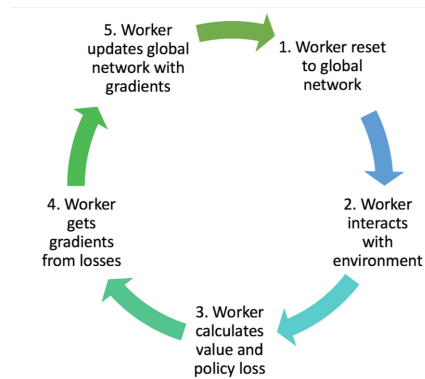 1. Worker reset
to global
network
2. Worker
interacts
with
environment
3. Worker
calculates
value and
policy loss
4. Worker
gets
gradients
from losses
5. Worker
updates global
network with
gradients